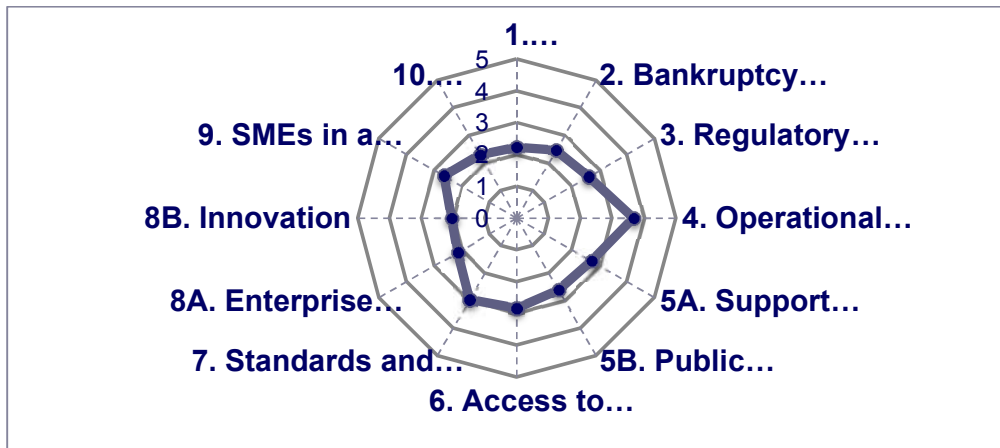 1.…
2. Bankruptcy…
3. Regulatory…
4. Operational…
5A. Support…
5B. Public…
6. Access to…
7. Standards and…
8A. Enterprise…
8B. Innovation
9. SMEs in a…
10.…
5
4
3
2
1
0